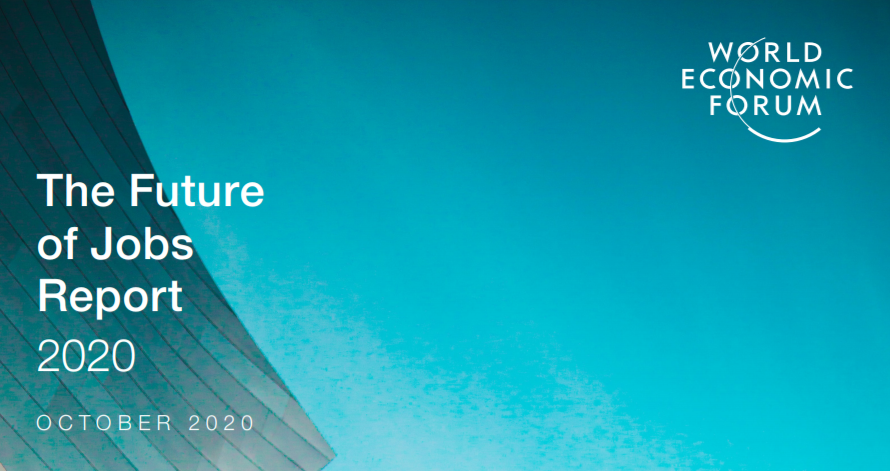 WORLD
ECONOMIC
FORUM
The Future
of Jobs
Report
2020
OCTOBER 2020